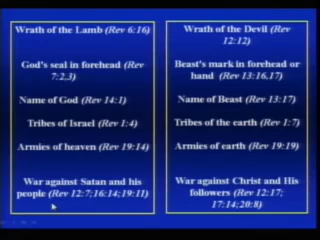 Wrath of the Lamb (Rev 6:16)
God's seal in forehead (Rev
7:2,3)
Name of God (Rev 14:1)
Tribes of Israel (Rev 1:4)
Armies of heaven (Rev 19:14)
War against Satan and his
people (Rev 12:7;16:14;19:11)
Wrath of the Devil (Rev
12:12)
Beast's mark in forehead or
hand (Rev 13:16,17)
Name of Beast (Rev 13:17)
Tribes of the earth (Rev 1:7)
Armies of earth (Rev 19:19)
War against Christ and His
followers (Rev 12:17;
17:14;20:8)